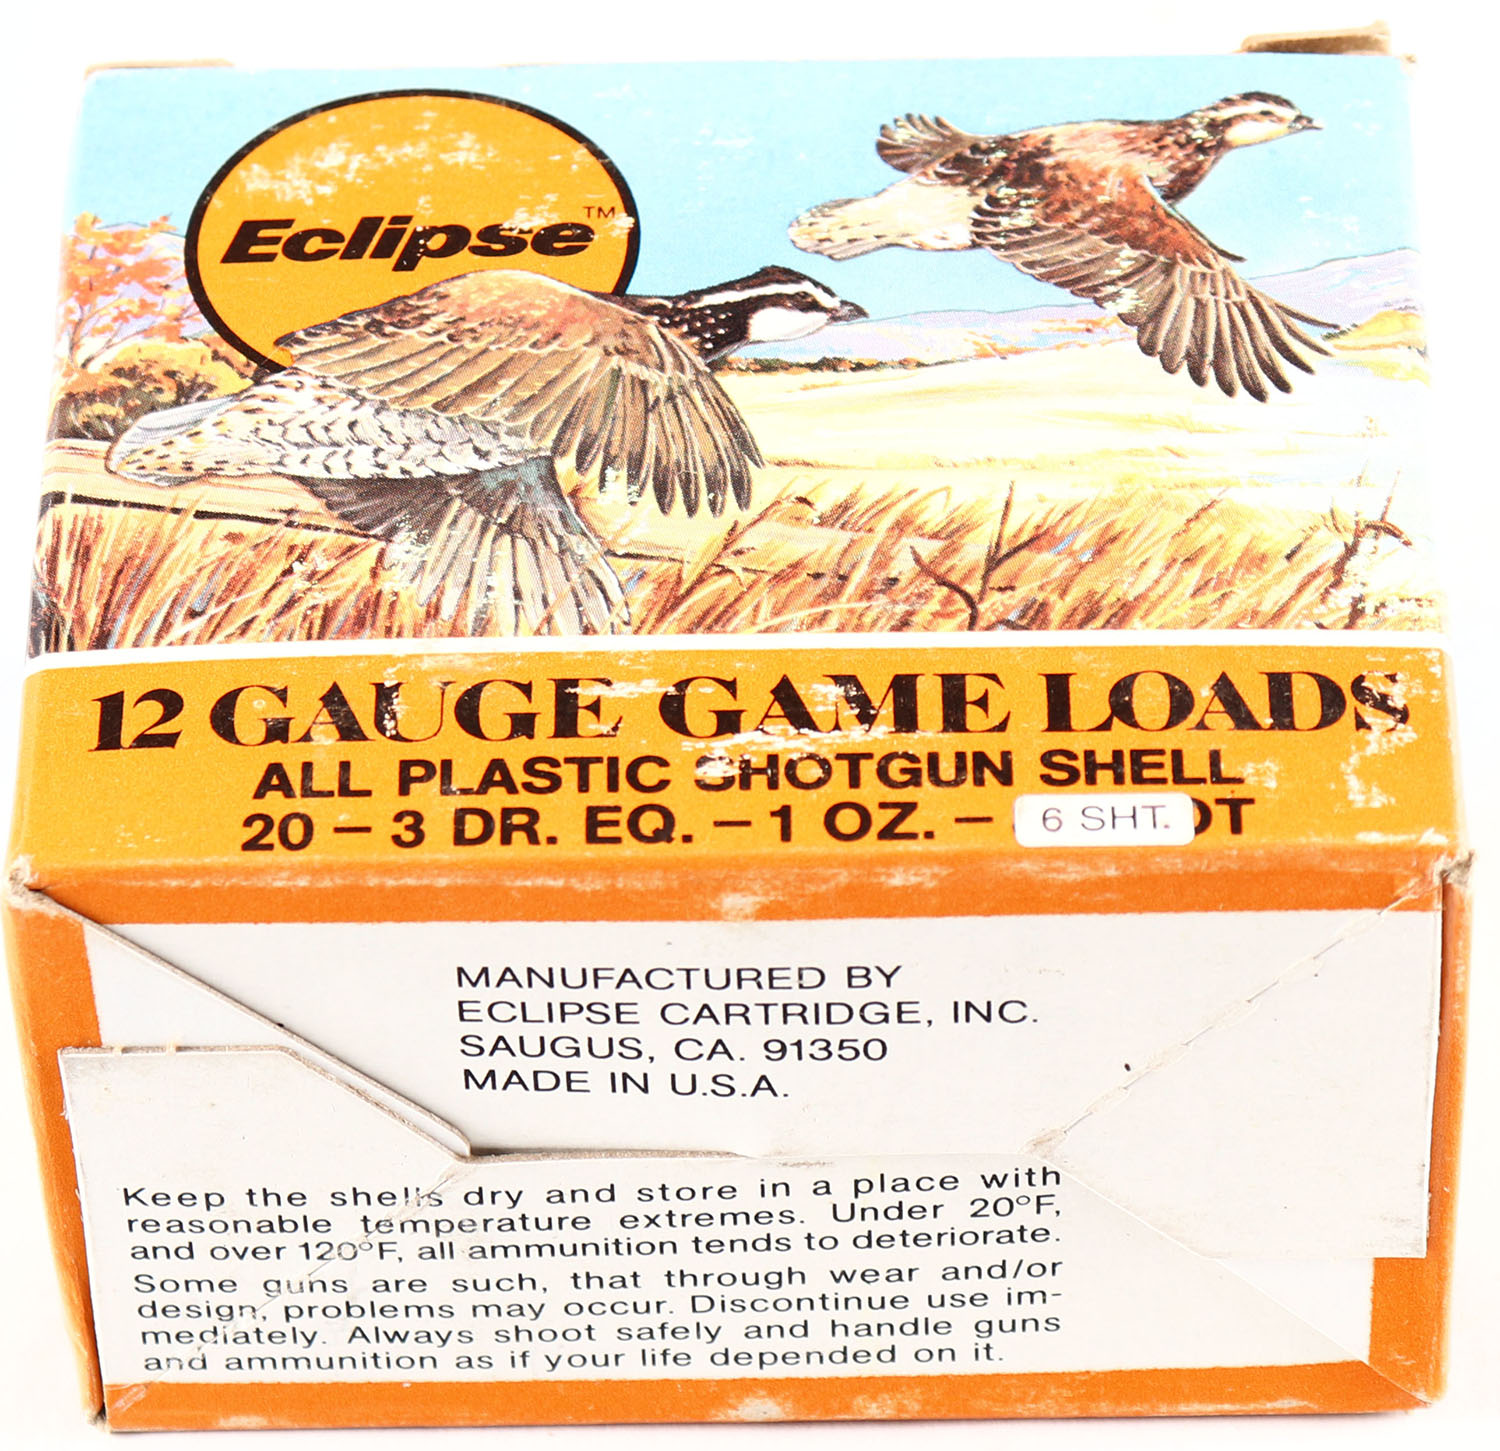 Eclipse™
12 GAUGE GAME LOADS
ALL PLASTIC SHOTGUN SHELL
20 – 3 DR. EQ. – 1 OZ. – 6 SHT. OT
MANUFACTURED BY
ECLIPSE CARTRIDGE, INC.
SAUGUS, CA. 91350
MADE IN U.S.A.
Keep the shells dry and store in a place with
reasonable temperature extremes. Under 20°F,
and over 120°F, all ammunition tends to deteriorate.
Some guns are such, that through wear and/or
design, problems may occur. Discontinue use im-
mediately. Always shoot safely and handle guns
and ammunition as if your life depended on it.